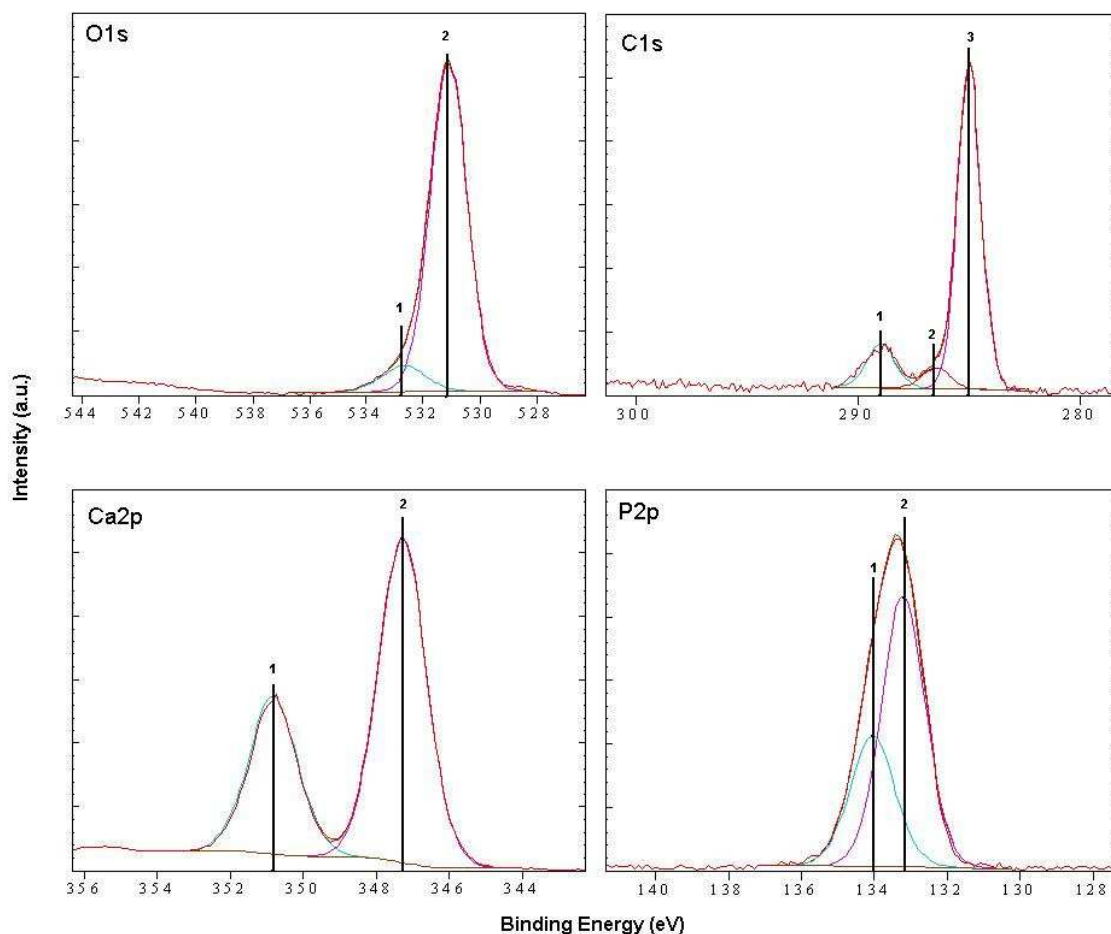 O1s
2
1
544 542 540 538 536 534 532 530 528
C1s
3
1
2
300 290 280
Intensity (a.u.)
Ca2p
2
1
356 354 352 350 348 346 344
P2p
2
1
140 138 136 134 132 130 128
Binding Energy (eV)